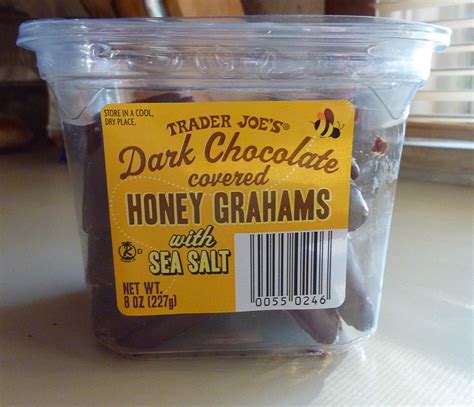 STORE IN A COOL,
DRY PLACE.
TRADER JOE'S®
Dark Chocolate
covered
HONEY GRAHAMS
with
SEA SALT
K D
NET WT.
8 OZ (227g)
0055 0246